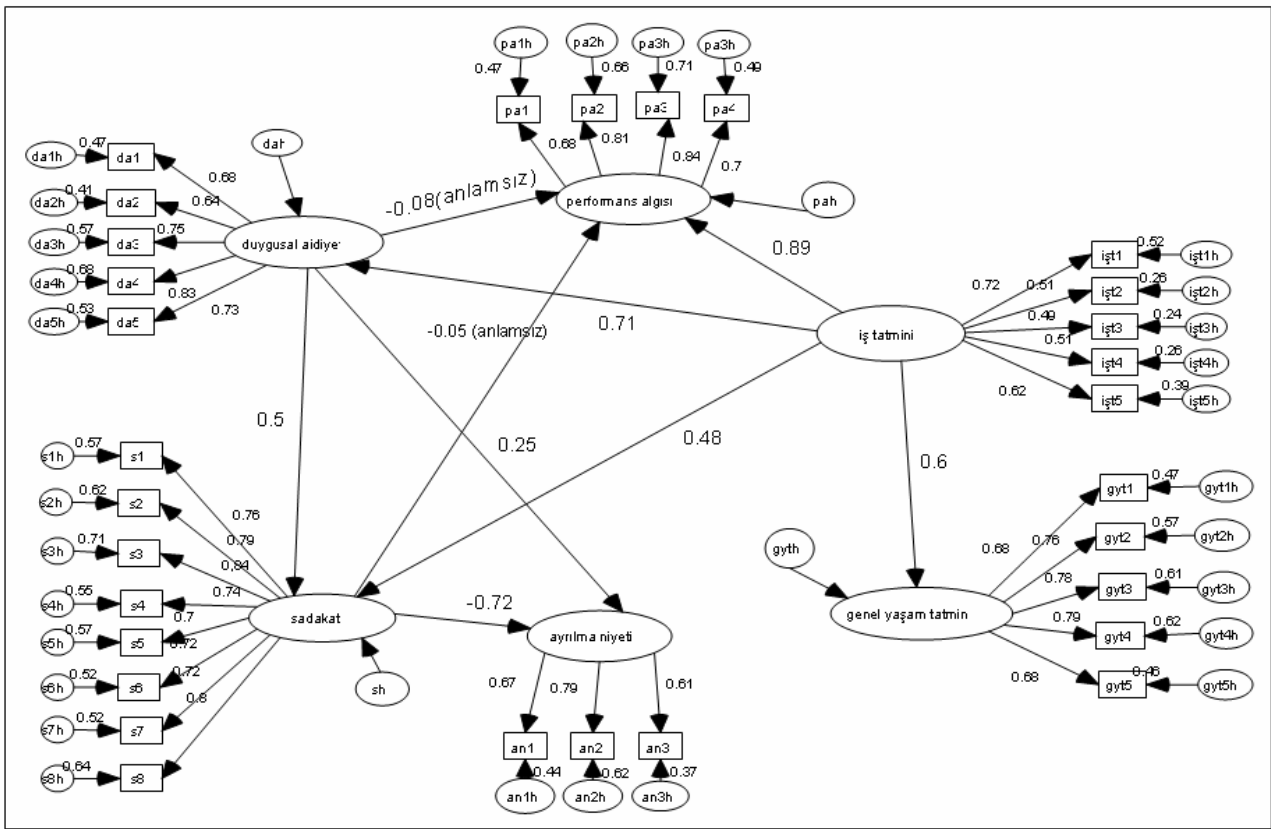 pa1h
pa2h
pa3h
pa3h
0.47
0.66
0.71
0.49
pa1
pa2
pa3
pa4
0.68
0.81
0.84
0.7
performans algısı
pah
da1h
0.47
da1
da2h
0.41
da2
da3h
0.57
da3
da4h
0.68
da5h
0.53
0.68
0.64
0.75
0.83
0.73
duygusal
-0.08(anlamsız)
0.89
0.71
-0.05 (anlamsız)
0.5
0.25
0.48
0.6
iş tatmini
0.72
0.51
0.49
0.51
0.62
işt1
0.52
işt1h
işt2
0.26
işt2h
işt3
0.24
işt3h
işt4
0.26
işt4h
işt5
0.39
işt5h
s1h
0.57
s1
s2h
0.62
s2
s3h
0.71
s3
s4h
0.55
s4
s5h
0.57
s5
s6h
0.52
s6
s7h
0.52
s7
s8h
0.64
s8
0.76
0.79
0.84
0.74
0.7
0.72
0.72
0.8
sadakat
sh
-0.72
ayrılma niyeti
0.67
0.79
0.61
an1
an2
an3
0.44
0.62
0.37
an1h
an2h
an3h
gyth
genel yaşam tatmin
0.68
0.76
0.78
0.79
0.68
gyt1
0.47
gyt1h
gyt2
0.57
gyt2h
gyt3
0.61
gyt3h
gyt4
0.62
gyt4h
gyt5
0.46
gyt5h